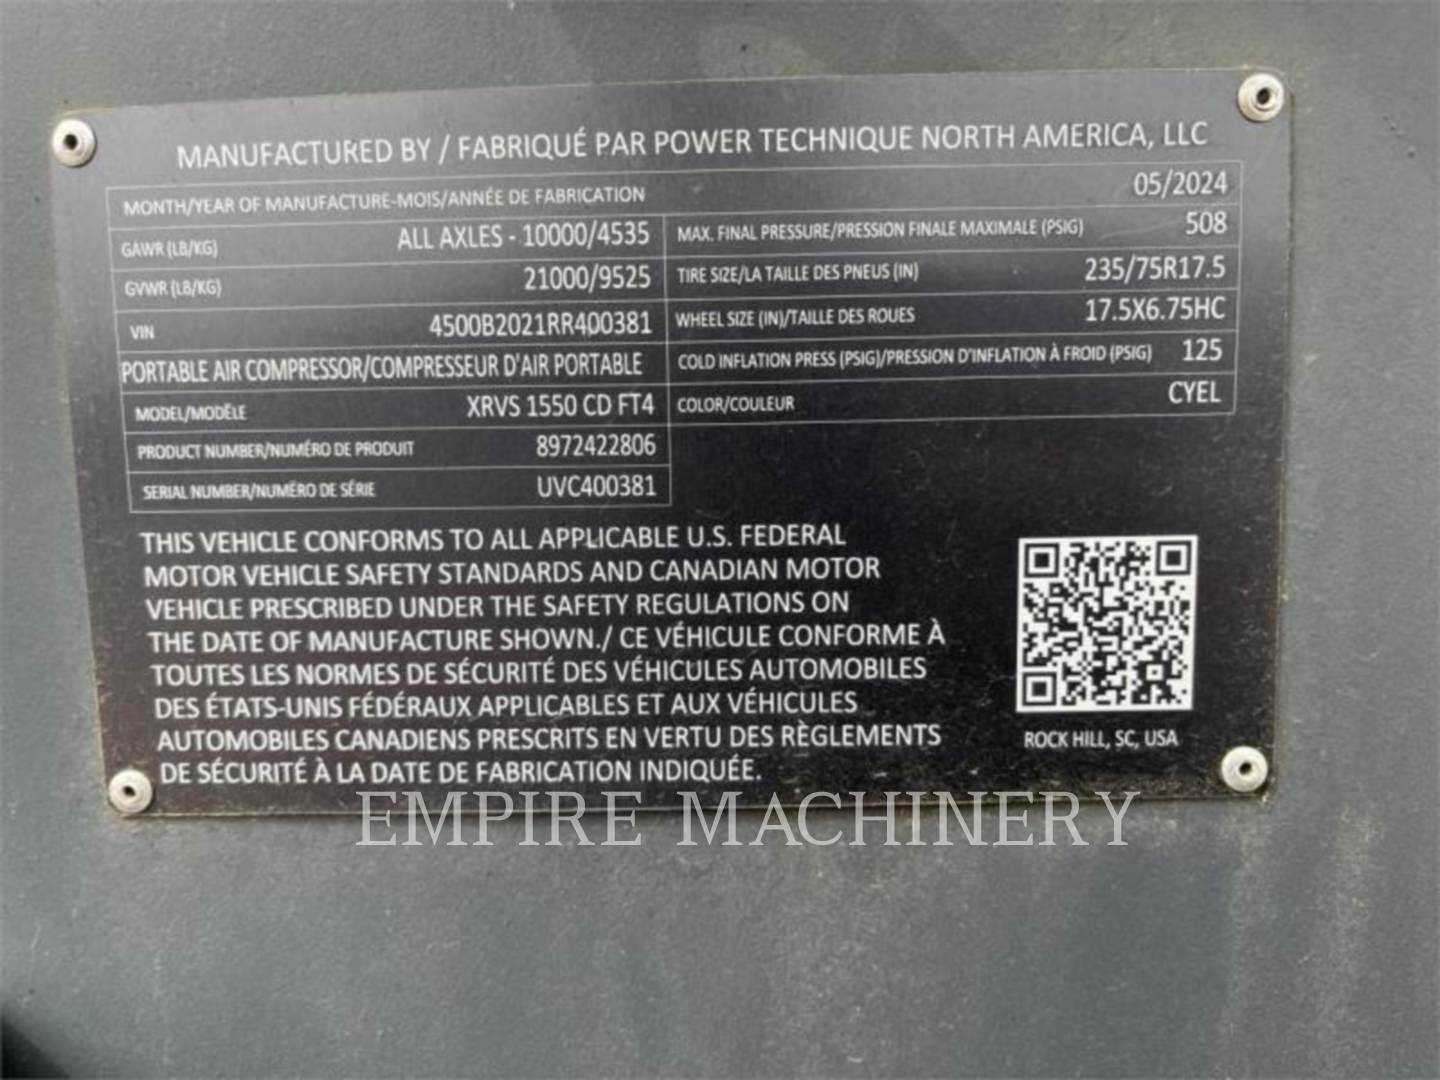 MANUFACTURED BY / FABRIQUÉ PAR POWER TECHNIQUE NORTH AMERICA, LLC
MONTH/YEAR OF MANUFACTURE-MOIS/ANNÉE DE FABRICATION 05/2024
GAWR (LB/KG) ALL AXLES - 10000/4535 MAX. FINAL PRESSURE/PRESSION FINALE MAXIMALE (PSIG) 508
GVWR (LB/KG) 21000/9525 TIRE SIZE/LA TAILLE DES PNEUS (IN) 235/75R17.5
VIN 4500B2021RR400381 WHEEL SIZE (IN)/TAILLE DES ROUES 17.5X6.75HC
PORTABLE AIR COMPRESSOR/COMPRESSEUR D'AIR PORTABLE COLD INFLATION PRESS (PSIG)/PRESSION D'INFLATION À FROID (PSIG) 125
MODEL/MODÈLE XRVS 1550 CD FT4 COLOR/COULEUR CYEL
PRODUCT NUMBER/NUMÉRO DE PRODUIT 8972422806
SERIAL NUMBER/NUMÉRO DE SÉRIE UVC400381
THIS VEHICLE CONFORMS TO ALL APPLICABLE U.S. FEDERAL
MOTOR VEHICLE SAFETY STANDARDS AND CANADIAN MOTOR
VEHICLE PRESCRIBED UNDER THE SAFETY REGULATIONS ON
THE DATE OF MANUFACTURE SHOWN./ CE VÉHICULE CONFORME À
TOUTES LES NORMES DE SÉCURITÉ DES VÉHICULES AUTOMOBILES
DES ÉTATS-UNIS FÉDÉRAUX APPLICABLES ET AUX VÉHICULES
AUTOMOBILES CANADIENS PRESCRITS EN VERTU DES RÈGLEMENTS
DE SÉCURITÉ À LA DATE DE FABRICATION INDIQUÉE.
ROCK HILL, SC, USA
EMPIRE MACHINERY